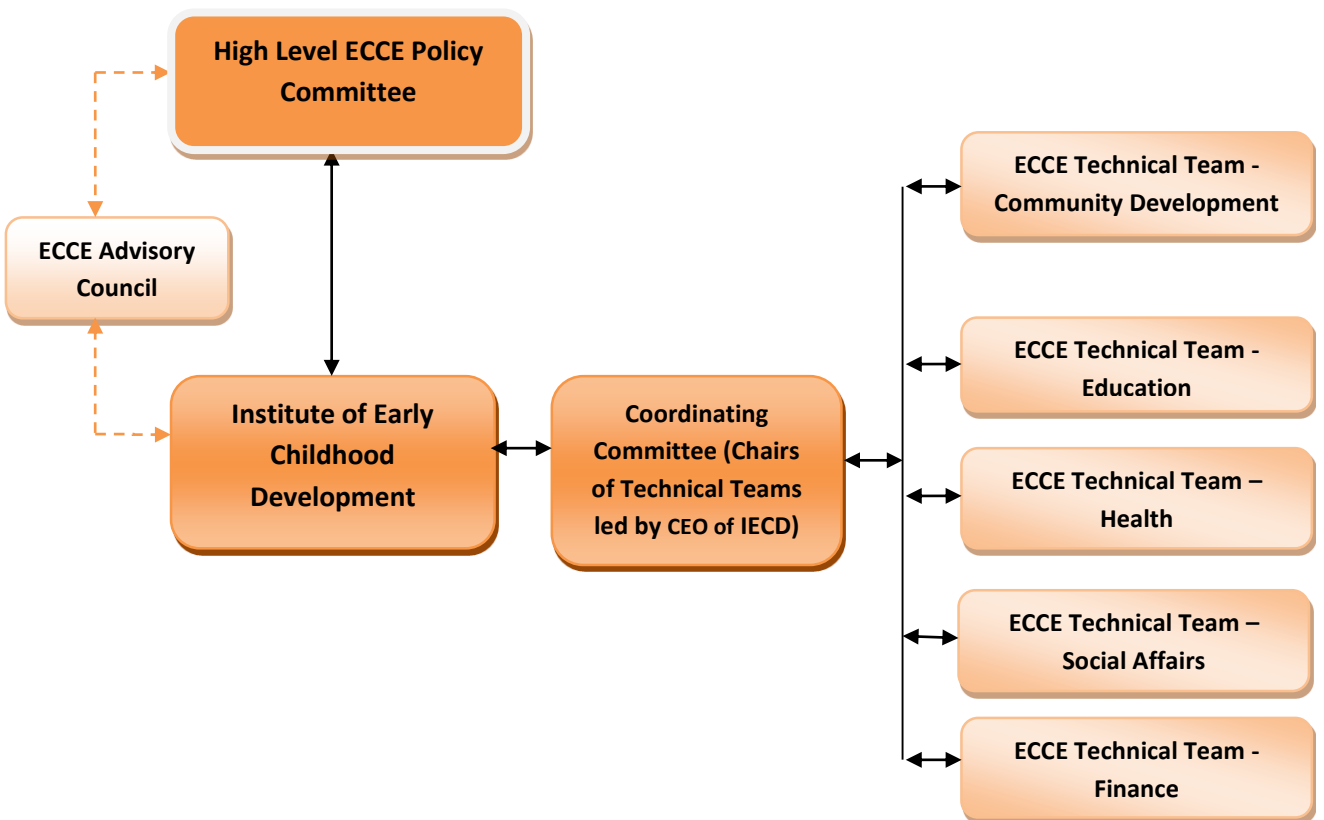 High Level ECCE Policy
Committee
ECCE Advisory
Council
Institute of Early
Childhood
Development
Coordinating
Committee (Chairs
of Technical Teams
led by CEO of IECD)
ECCE Technical Team -
Community Development
ECCE Technical Team -
Education
ECCE Technical Team –
Health
ECCE Technical Team –
Social Affairs
ECCE Technical Team -
Finance